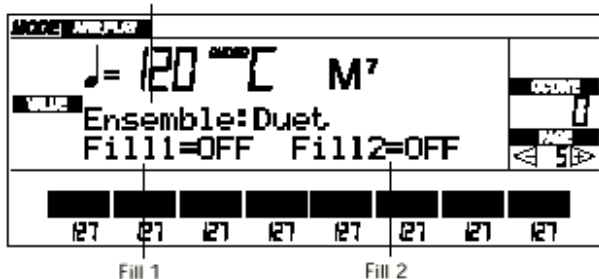 MODE ARR.PLAY
♩= 120 CHORD C M7
OCTAVE
0
VALUE
Ensemble:Duet
Fill1=OFF Fill2=OFF
PAGE
5
127 127 127 127 127 127 127 127
Fill 1 Fill 2